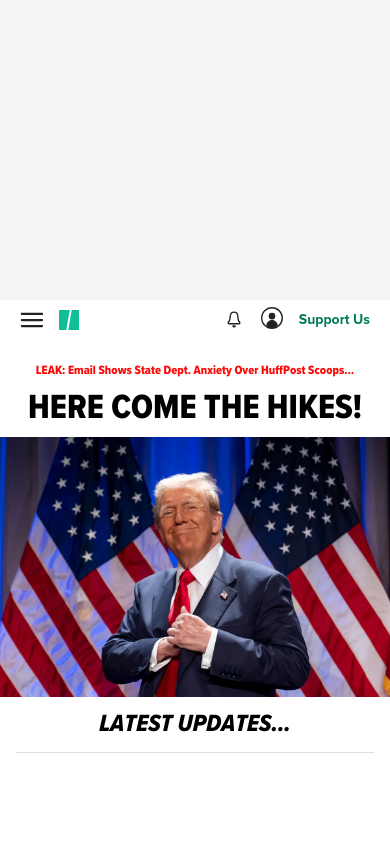 Support Us
LEAK: Email Shows State Dept. Anxiety Over HuffPost Scoops...
HERE COME THE HIKES!
LATEST UPDATES...